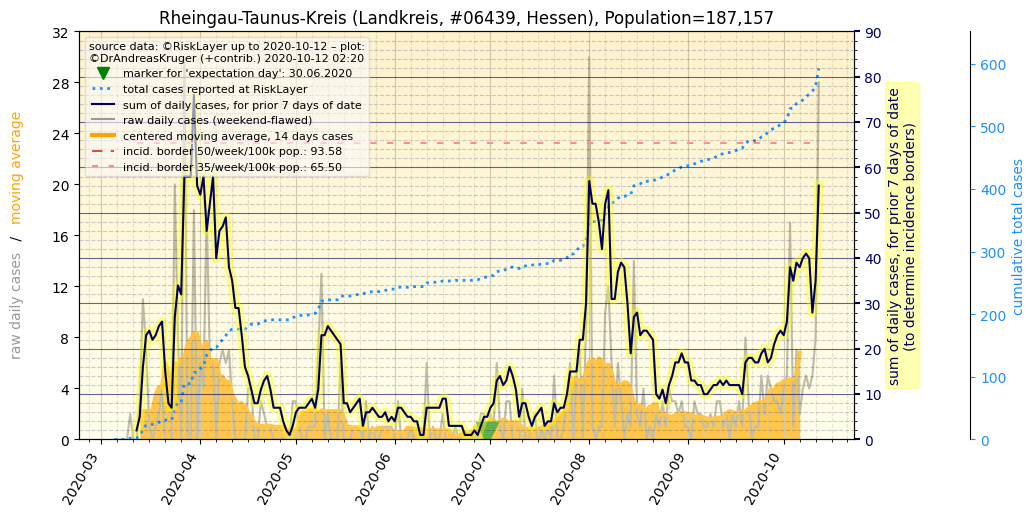 Rheingau-Taunus-Kreis (Landkreis, #06439, Hessen), Population=187,157
source data: ©RiskLayer up to 2020-10-12 – plot:
©DrAndreasKruger (+contrib.) 2020-10-12 02:20
marker for 'expectation day': 30.06.2020
total cases reported at RiskLayer
sum of daily cases, for prior 7 days of date
raw daily cases (weekend-flawed)
centered moving average, 14 days cases
incid. border 50/week/100k pop.: 93.58
incid. border 35/week/100k pop.: 65.50
raw daily cases / moving average
32
28
24
20
16
12
8
4
0
2020-03
2020-04
2020-05
2020-06
2020-07
2020-08
2020-09
2020-10
90
80
70
60
50
40
30
20
10
0
sum of daily cases, for prior 7 days of date
(to determine incidence borders)
600
500
400
300
200
100
0
cumulative total cases